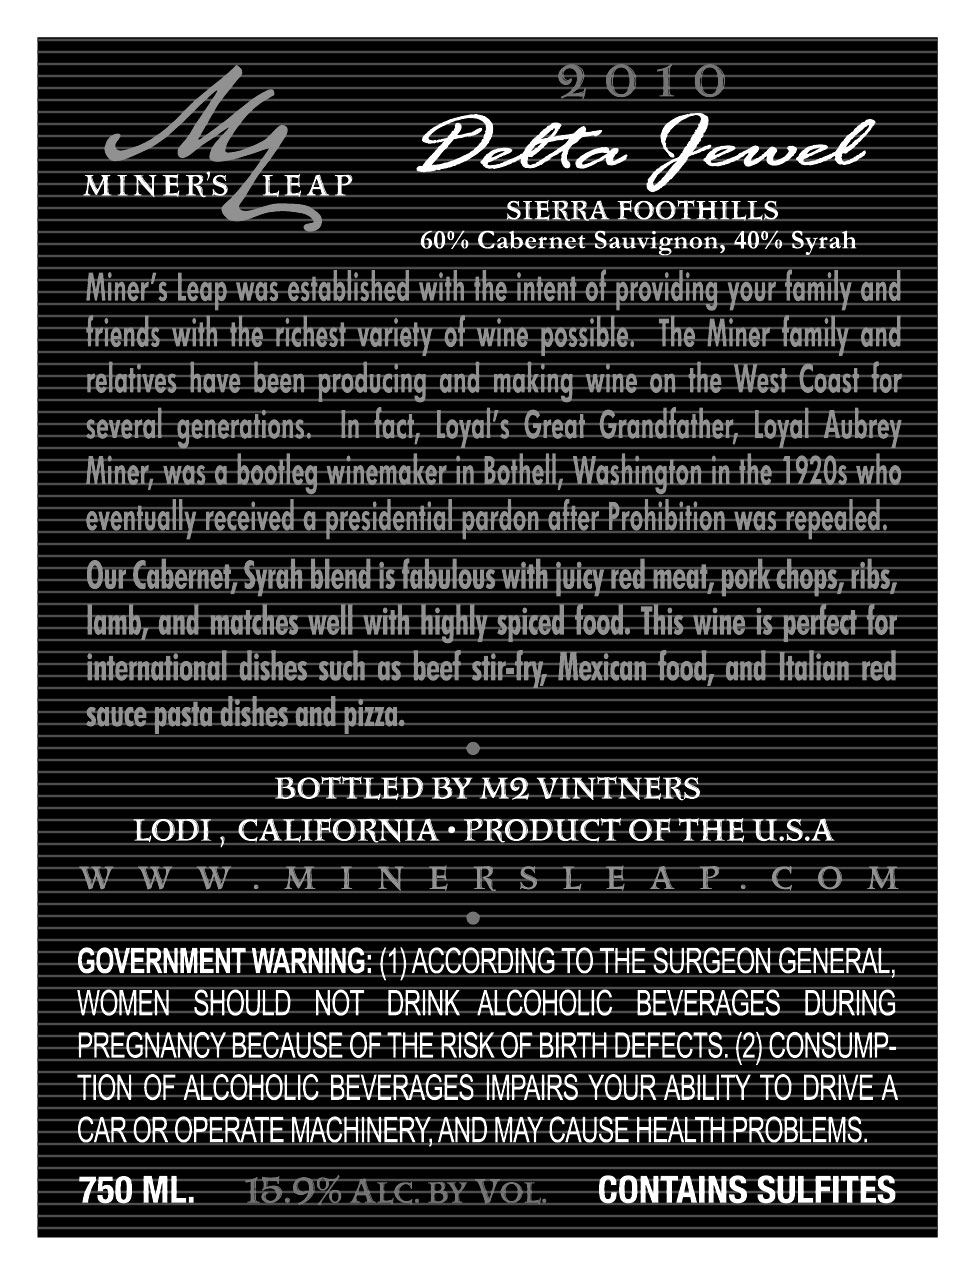 ML
MINER'S LEAP
2010
Delta Jewel
SIERRA FOOTHILLS
60% Cabernet Sauvignon, 40% Syrah
Miner's Leap was established with the intent of providing your family and
friends with the richest variety of wine possible. The Miner family and
relatives have been producing and making wine on the West Coast for
several generations. In fact, Loyal's Great Grandfather, Loyal Aubrey
Miner, was a bootleg winemaker in Bothell, Washington in the 1920s who
eventually received a presidential pardon after Prohibition was repealed.
Our Cabernet, Syrah blend is fabulous with juicy red meat, pork chops, ribs,
lamb, and matches well with highly spiced food. This wine is perfect for
international dishes such as beef stir-fry, Mexican food, and Italian red
sauce pasta dishes and pizza.
BOTTLED BY M2 VINTNERS
LODI, CALIFORNIA • PRODUCT OF THE U.S.A
WWW.MINERSLEAP.COM
GOVERNMENT WARNING: (1) ACCORDING TO THE SURGEON GENERAL,
WOMEN SHOULD NOT DRINK ALCOHOLIC BEVERAGES DURING
PREGNANCY BECAUSE OF THE RISK OF BIRTH DEFECTS. (2) CONSUMP-
TION OF ALCOHOLIC BEVERAGES IMPAIRS YOUR ABILITY TO DRIVE A
CAR OR OPERATE MACHINERY, AND MAY CAUSE HEALTH PROBLEMS.
750 ML. 15.9% ALC. BY VOL. CONTAINS SULFITES